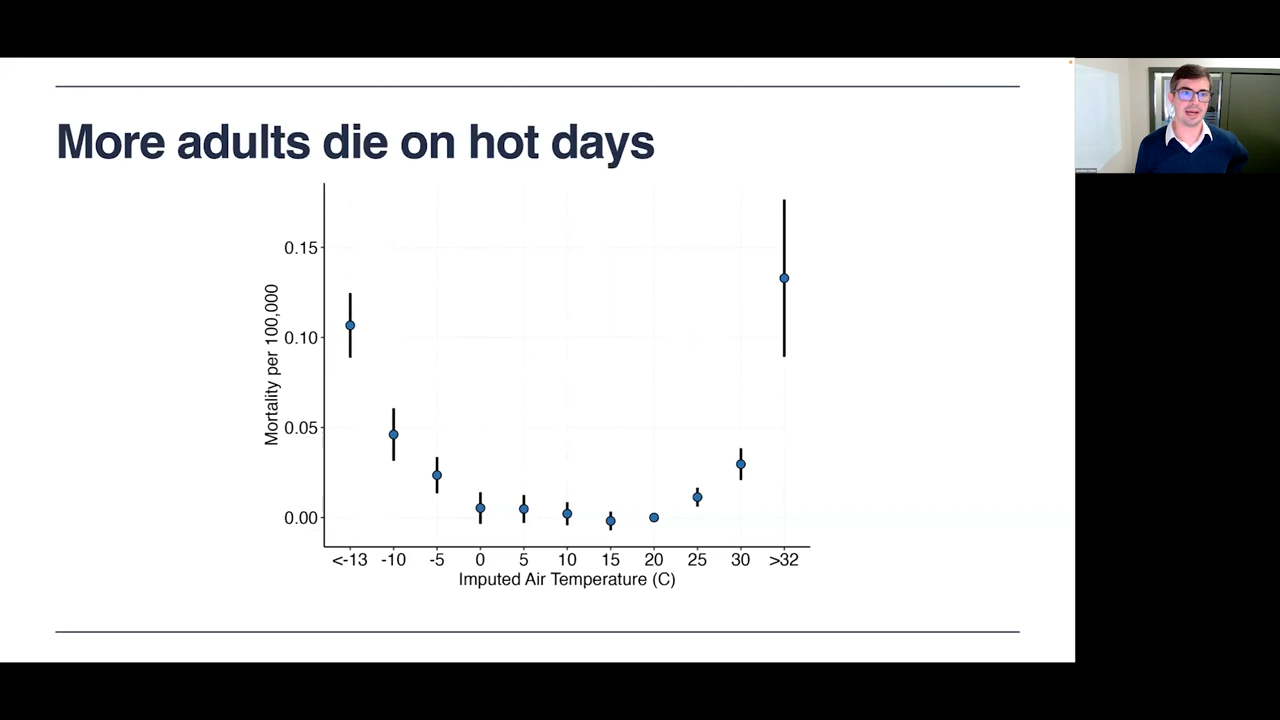 More adults die on hot days
Mortality per 100,000
0.15
0.10
0.05
0.00
<-13 -10 -5 0 5 10 15 20 25 30 >32
Imputed Air Temperature (C)